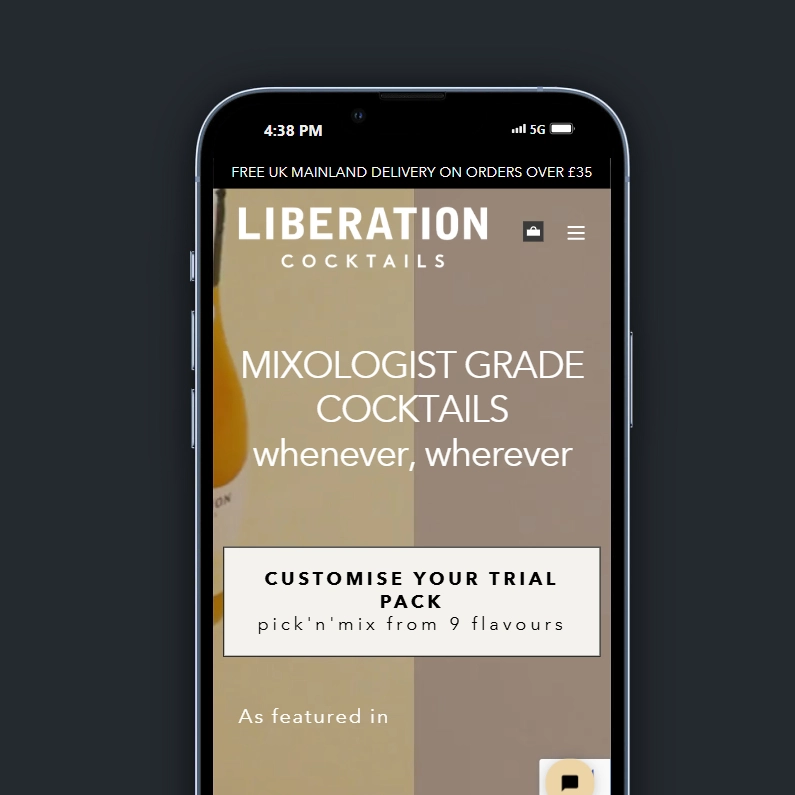 4:38 PM
5G
FREE UK MAINLAND DELIVERY ON ORDERS OVER £35
LIBERATION
COCKTAILS
MIXOLOGIST GRADE
COCKTAILS
whenever, wherever
ON
CUSTOMISE YOUR TRIAL
PACK
pick'n'mix from 9 flavours
As featured in